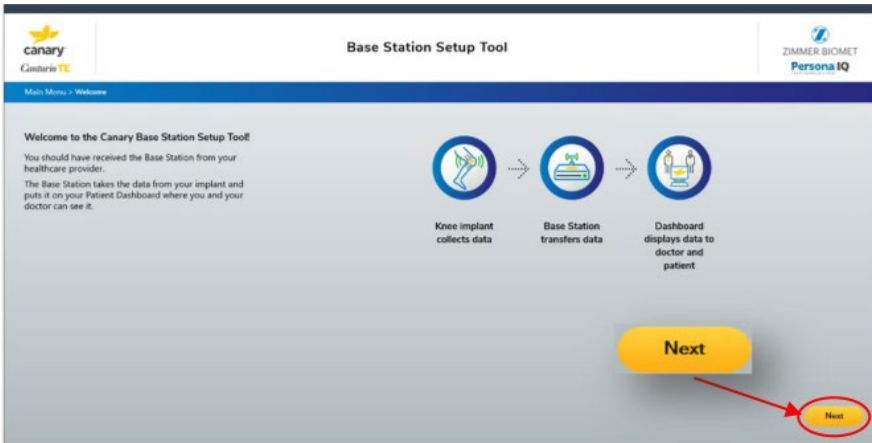 canary
Canturio TE
Base Station Setup Tool
ZIMMER BIOMET
Persona IQ
Main Menu > Welcome
Welcome to the Canary Base Station Setup Tool!
You should have received the Base Station from your
healthcare provider.
The Base Station takes the data from your implant and
puts it on your Patient Dashboard where you and your
doctor can see it.
Knee implant
collects data
Base Station
transfers data
Dashboard
displays data to
doctor and
patient
Next
Next